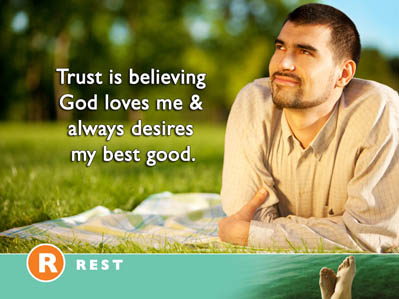 Trust is believing
God loves me &
always desires
my best good.
R REST